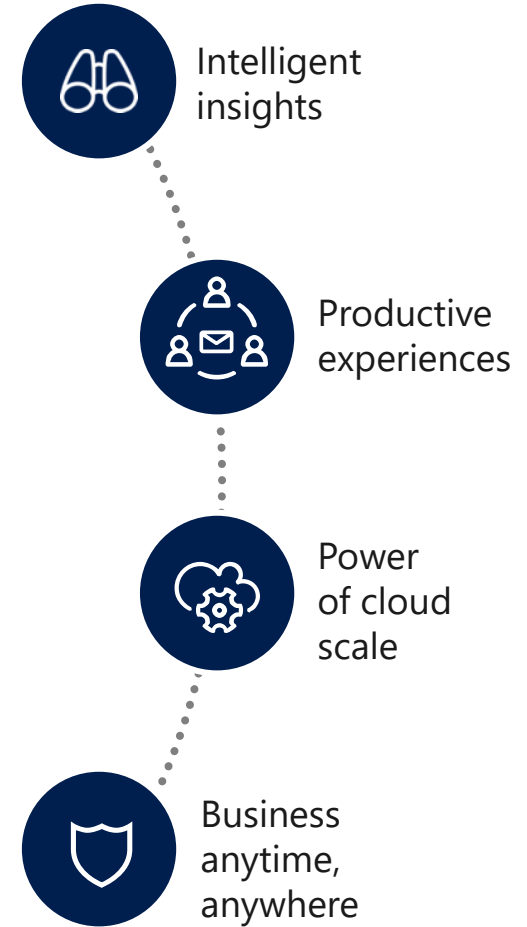 Intelligent
insights
Productive
experiences
Power
of cloud
scale
Business
anytime,
anywhere